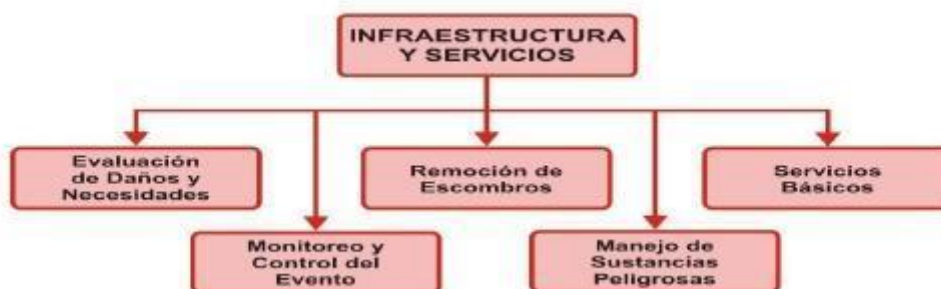 INFRAESTRUCTURA
Y SERVICIOS
Evaluación
de Daños y
Necesidades
Remoción de
Escombros
Servicios
Básicos
Monitoreo y
Control del
Evento
Manejo de
Sustancias
Peligrosas